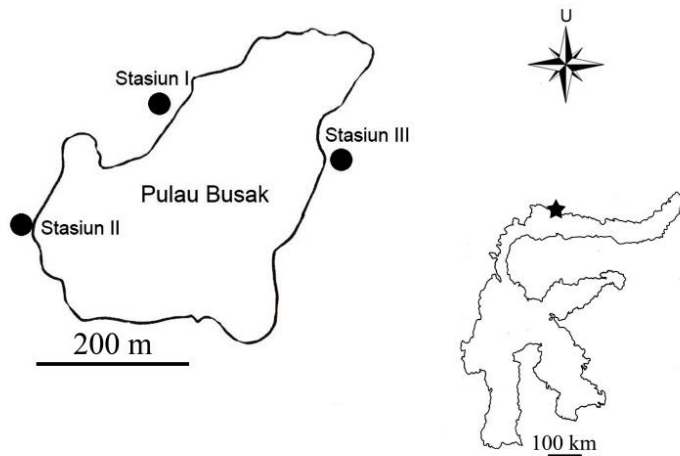 U
Stasiun I
Stasiun III
Pulau Busak
Stasiun II
200 m
100 km